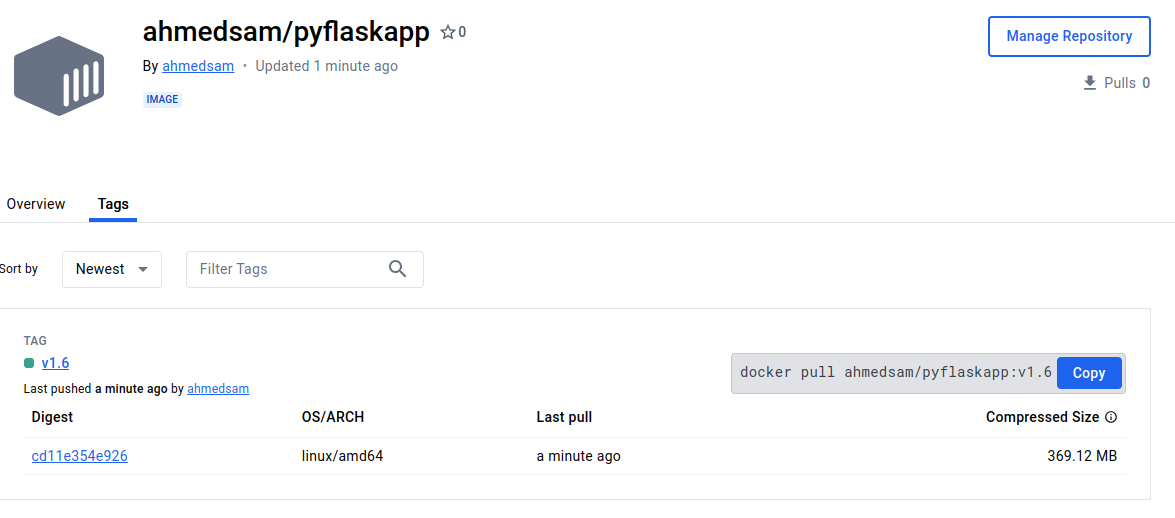 ahmedsam/pyflaskapp ☆0
Manage Repository
By ahmedsam • Updated 1 minute ago
Pulls 0
IMAGE
Overview Tags
Sort by Newest Filter Tags
TAG
v1.6
docker pull ahmedsam/pyflaskapp:v1.6 Copy
Last pushed a minute ago by ahmedsam
Digest OS/ARCH Last pull Compressed Size
cd11e354e926 linux/amd64 a minute ago 369.12 MB